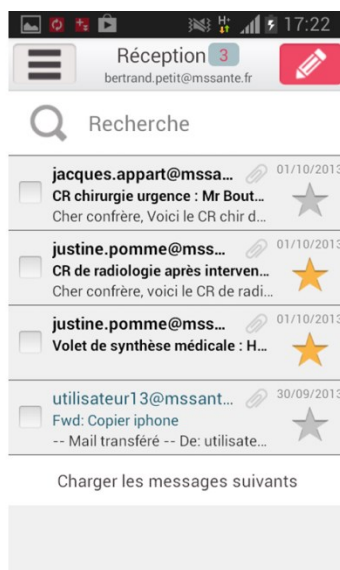 17:22
Réception 3
bertrand.petit@mssante.fr
Recherche
jacques.appart@mssa... 01/10/2013
CR chirurgie urgence : Mr Bout...
Cher confrère, Voici le CR chir d...
justine.pomme@mss... 01/10/2013
CR de radiologie après interven...
Cher confrère, voici le CR de radi...
justine.pomme@mss... 01/10/2013
Volet de synthèse médicale : H...
utilisateur13@mssant... 30/09/2013
Fwd: Copier iphone
-- Mail transféré -- De: utilisate...
Charger les messages suivants